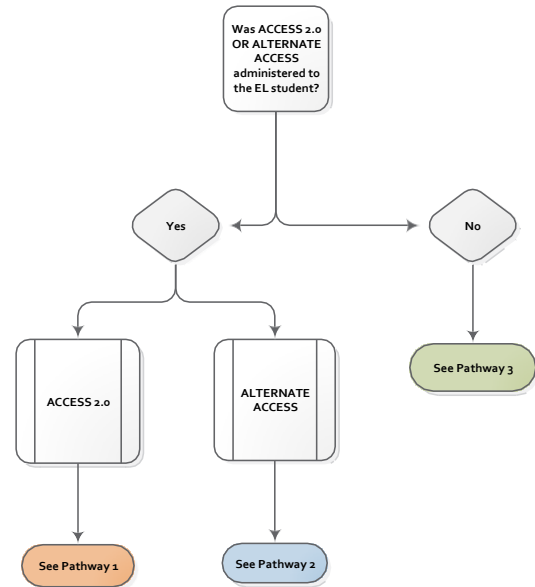 Was ACCESS 2.0
OR ALTERNATE
ACCESS
administered to
the EL student?
Yes
No
See Pathway 3
ACCESS 2.0
ALTERNATE
ACCESS
See Pathway 1
See Pathway 2